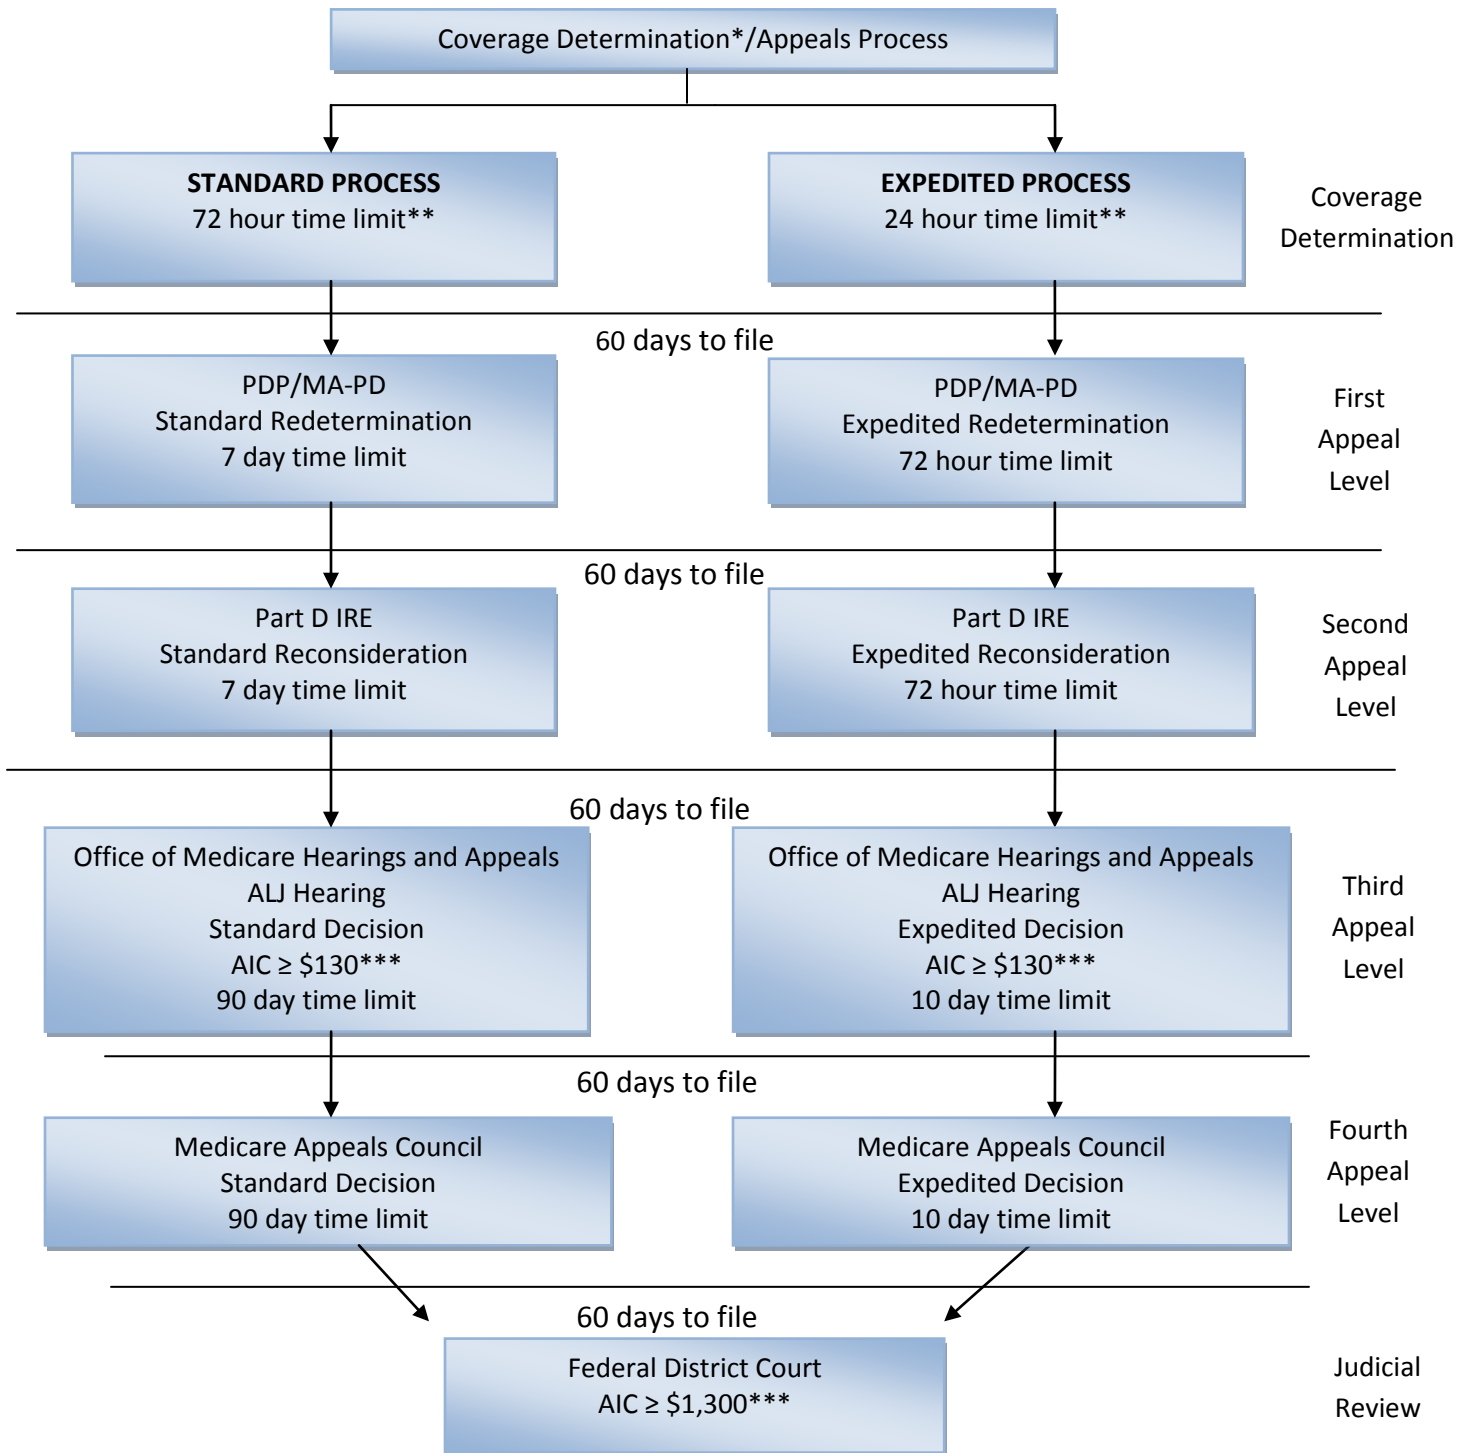 Coverage Determination*/Appeals Process
STANDARD PROCESS
72 hour time limit**
EXPEDITED PROCESS
24 hour time limit**
Coverage
Determination
60 days to file
PDP/MA-PD
Standard Redetermination
7 day time limit
PDP/MA-PD
Expedited Redetermination
72 hour time limit
First
Appeal
Level
60 days to file
Part D IRE
Standard Reconsideration
7 day time limit
Part D IRE
Expedited Reconsideration
72 hour time limit
Second
Appeal
Level
60 days to file
Office of Medicare Hearings and Appeals
ALJ Hearing
Standard Decision
AIC ≥ $130***
90 day time limit
Office of Medicare Hearings and Appeals
ALJ Hearing
Expedited Decision
AIC ≥ $130***
10 day time limit
Third
Appeal
Level
60 days to file
Medicare Appeals Council
Standard Decision
90 day time limit
Medicare Appeals Council
Expedited Decision
10 day time limit
Fourth
Appeal
Level
60 days to file
Federal District Court
AIC ≥ $1,300***
Judicial
Review